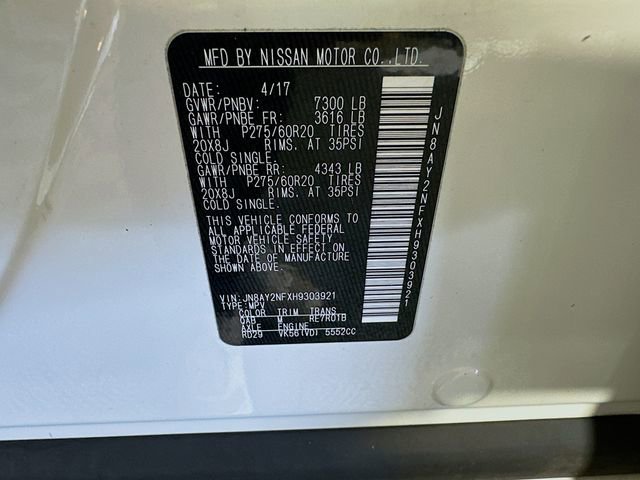 MFD BY NISSAN MOTOR CO.,LTD.
DATE: 4/17
GVWR/PNBV: 7300 LB
GAWR/PNBE FR: 3616 LB
WITH P275/60R20 TIRES
20X8J RIMS. AT 35PSI
COLD SINGLE.
GAWR/PNBE RR: 4343 LB
WITH P275/60R20 TIRES
20X8J RIMS. AT 35PSI
COLD SINGLE.
THIS VEHICLE CONFORMS TO
ALL APPLICABLE FEDERAL
MOTOR VEHICLE SAFETY
STANDARDS IN EFFECT ON
THE DATE OF MANUFACTURE
SHOWN ABOVE.
VIN: JN8AY2NFXH9303921
TYPE: MPV
COLOR TRIM TRANS
QAB M RE7R01B
AXLE ENGINE
RD29 VK56(VD) 5552CC
JN8AY2NFXH9303921